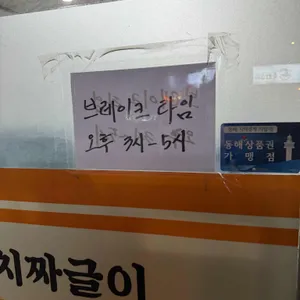 브레이크 타임
오후 3시-5시
동해상품권
가맹점
치짜글이